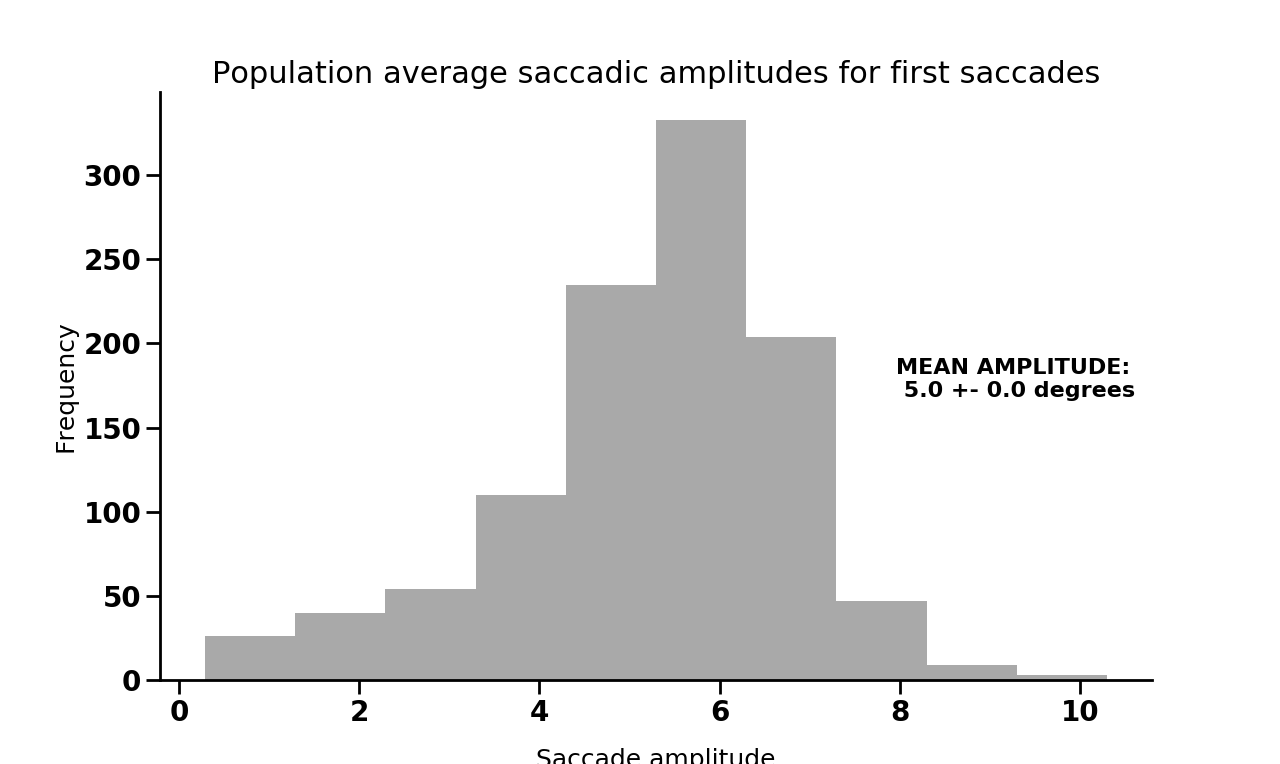 Population average saccadic amplitudes for first saccades
300
250
200
150
100
50
0
Frequency
MEAN AMPLITUDE:
5.0 +- 0.0 degrees
0 2 4 6 8 10
Saccade amplitude